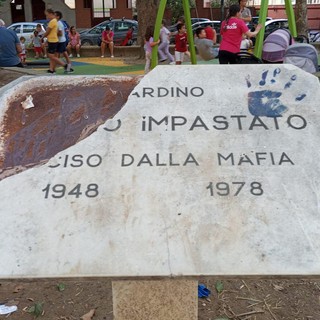 ARDINO
O iMPASTATO
CISO DALLA MAFIA
1948 1978